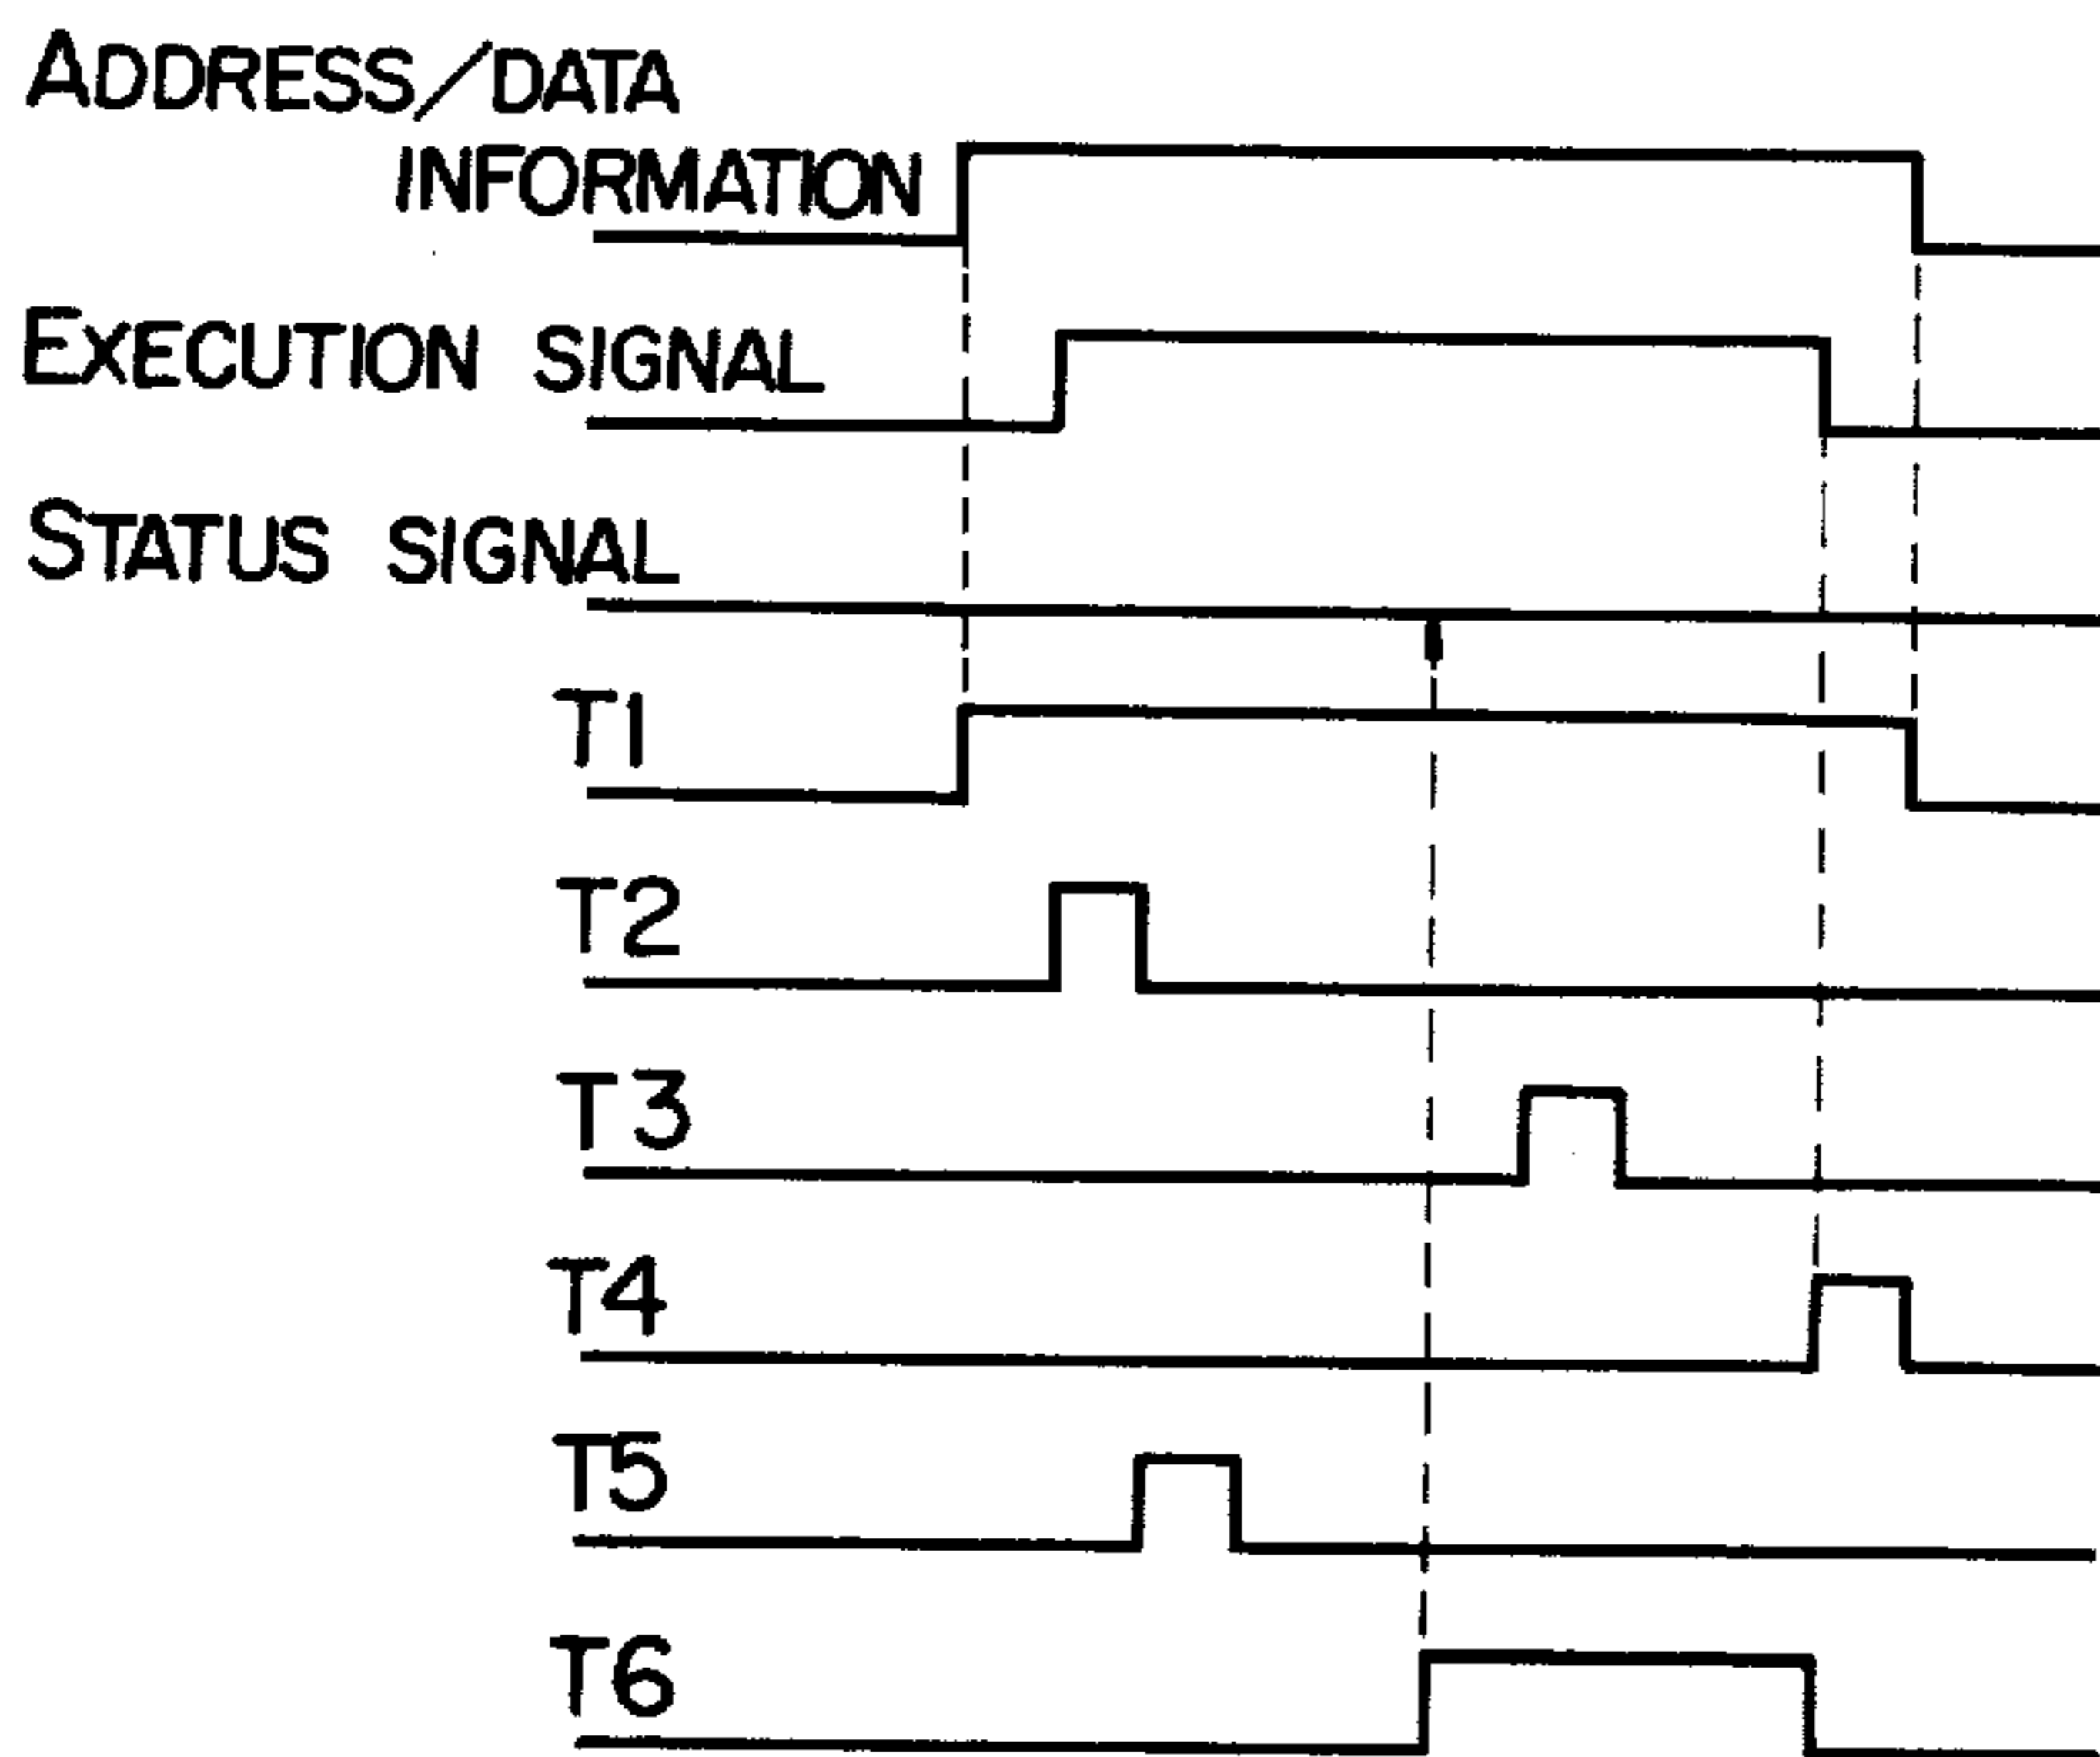 ADDRESS/DATA
INFORMATION
EXECUTION SIGNAL
STATUS SIGNAL
T1
T2
T3
T4
T5
T6